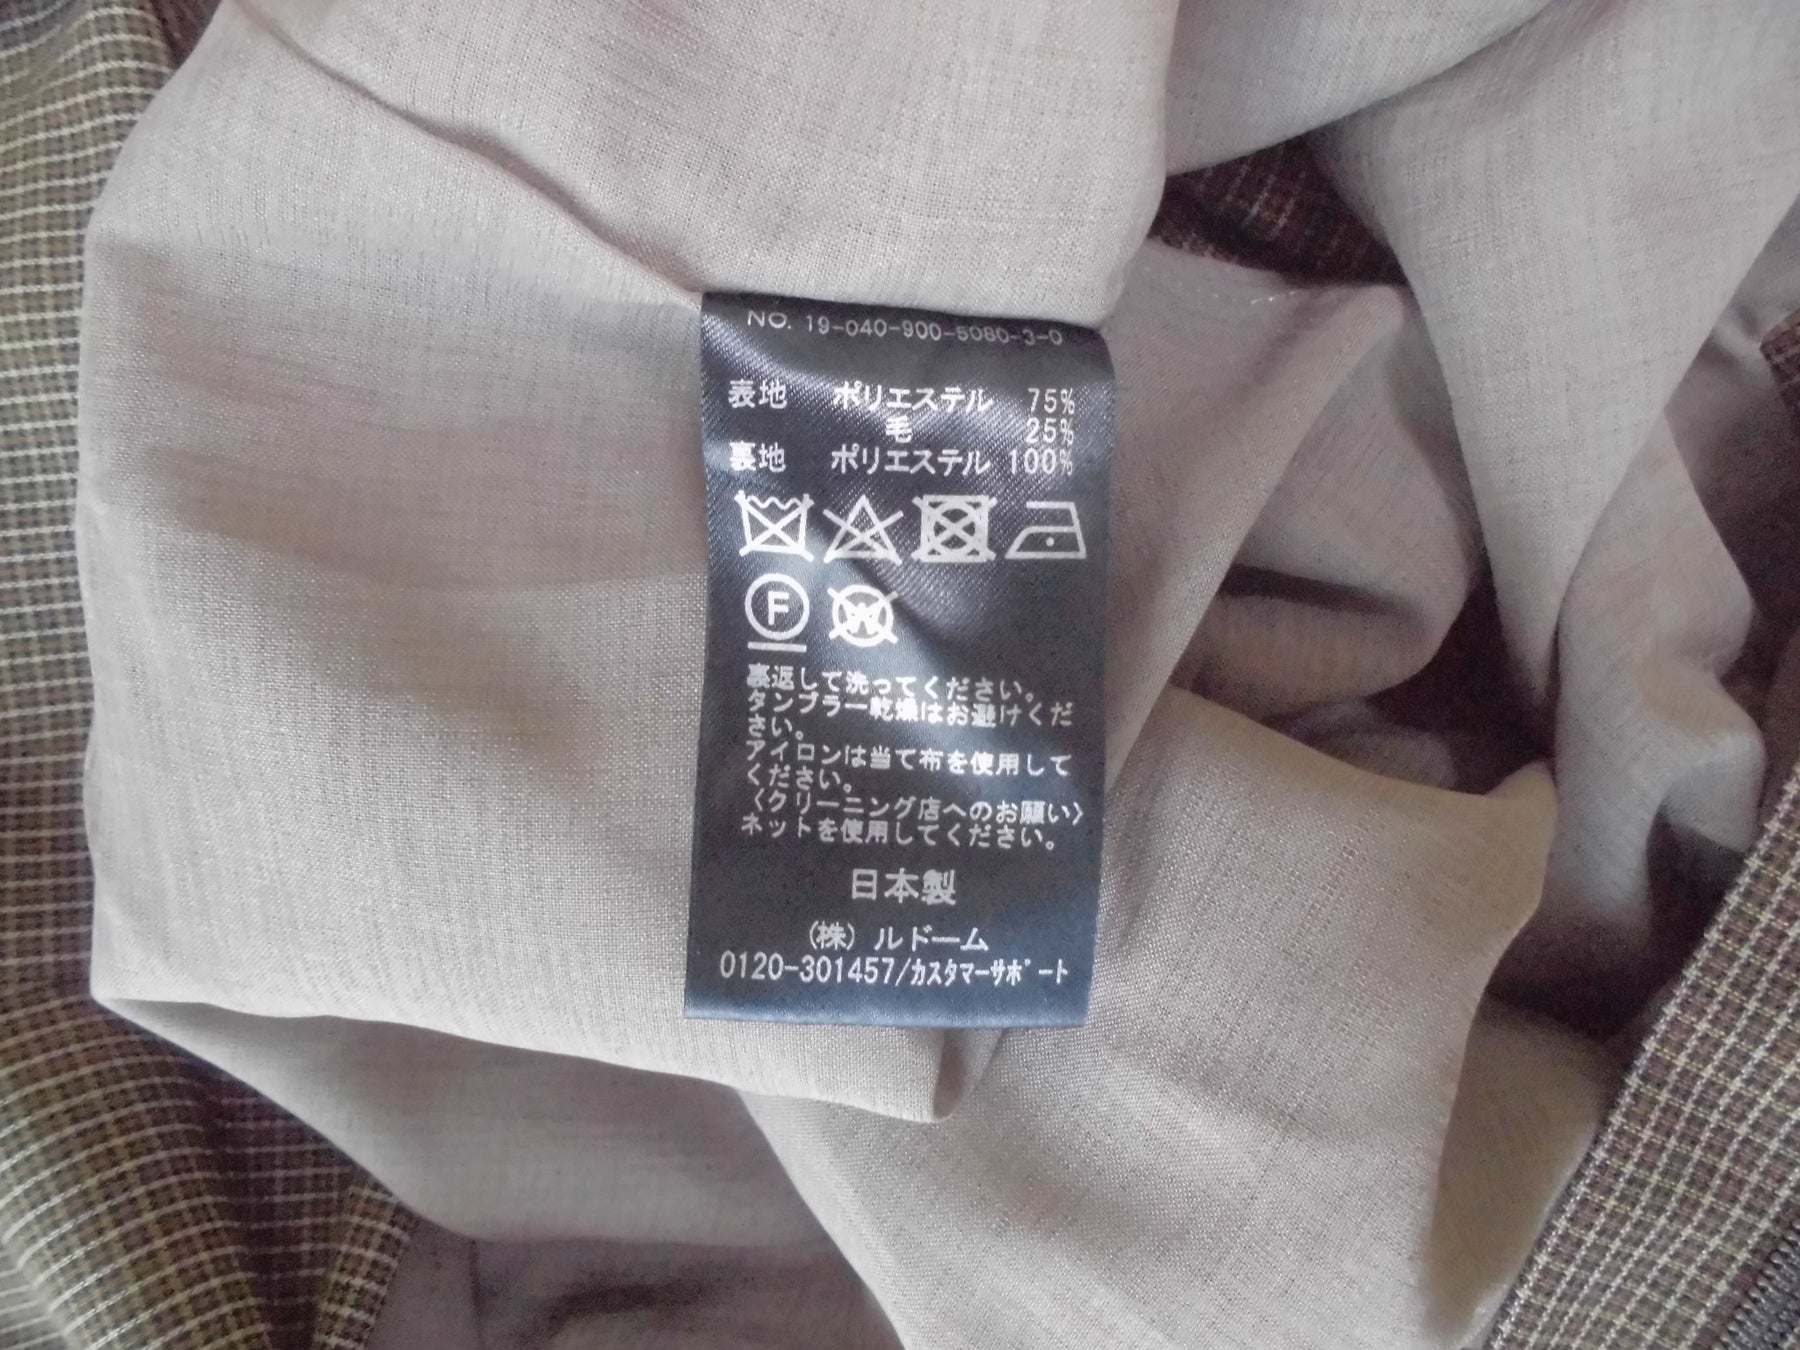 NO. 19-040-900-5080-3-0
表地 ポリエステル 75%
毛 25%
裏地 ポリエステル 100%
F W
裏返して洗ってください。
タンブラー乾燥はお避けくだ
さい。
アイロンは当て布を使用して
ください。
〈クリーニング店へのお願い〉
ネットを使用してください。
日本製
(株) ルドーム
0120-301457/カスタマーサポート